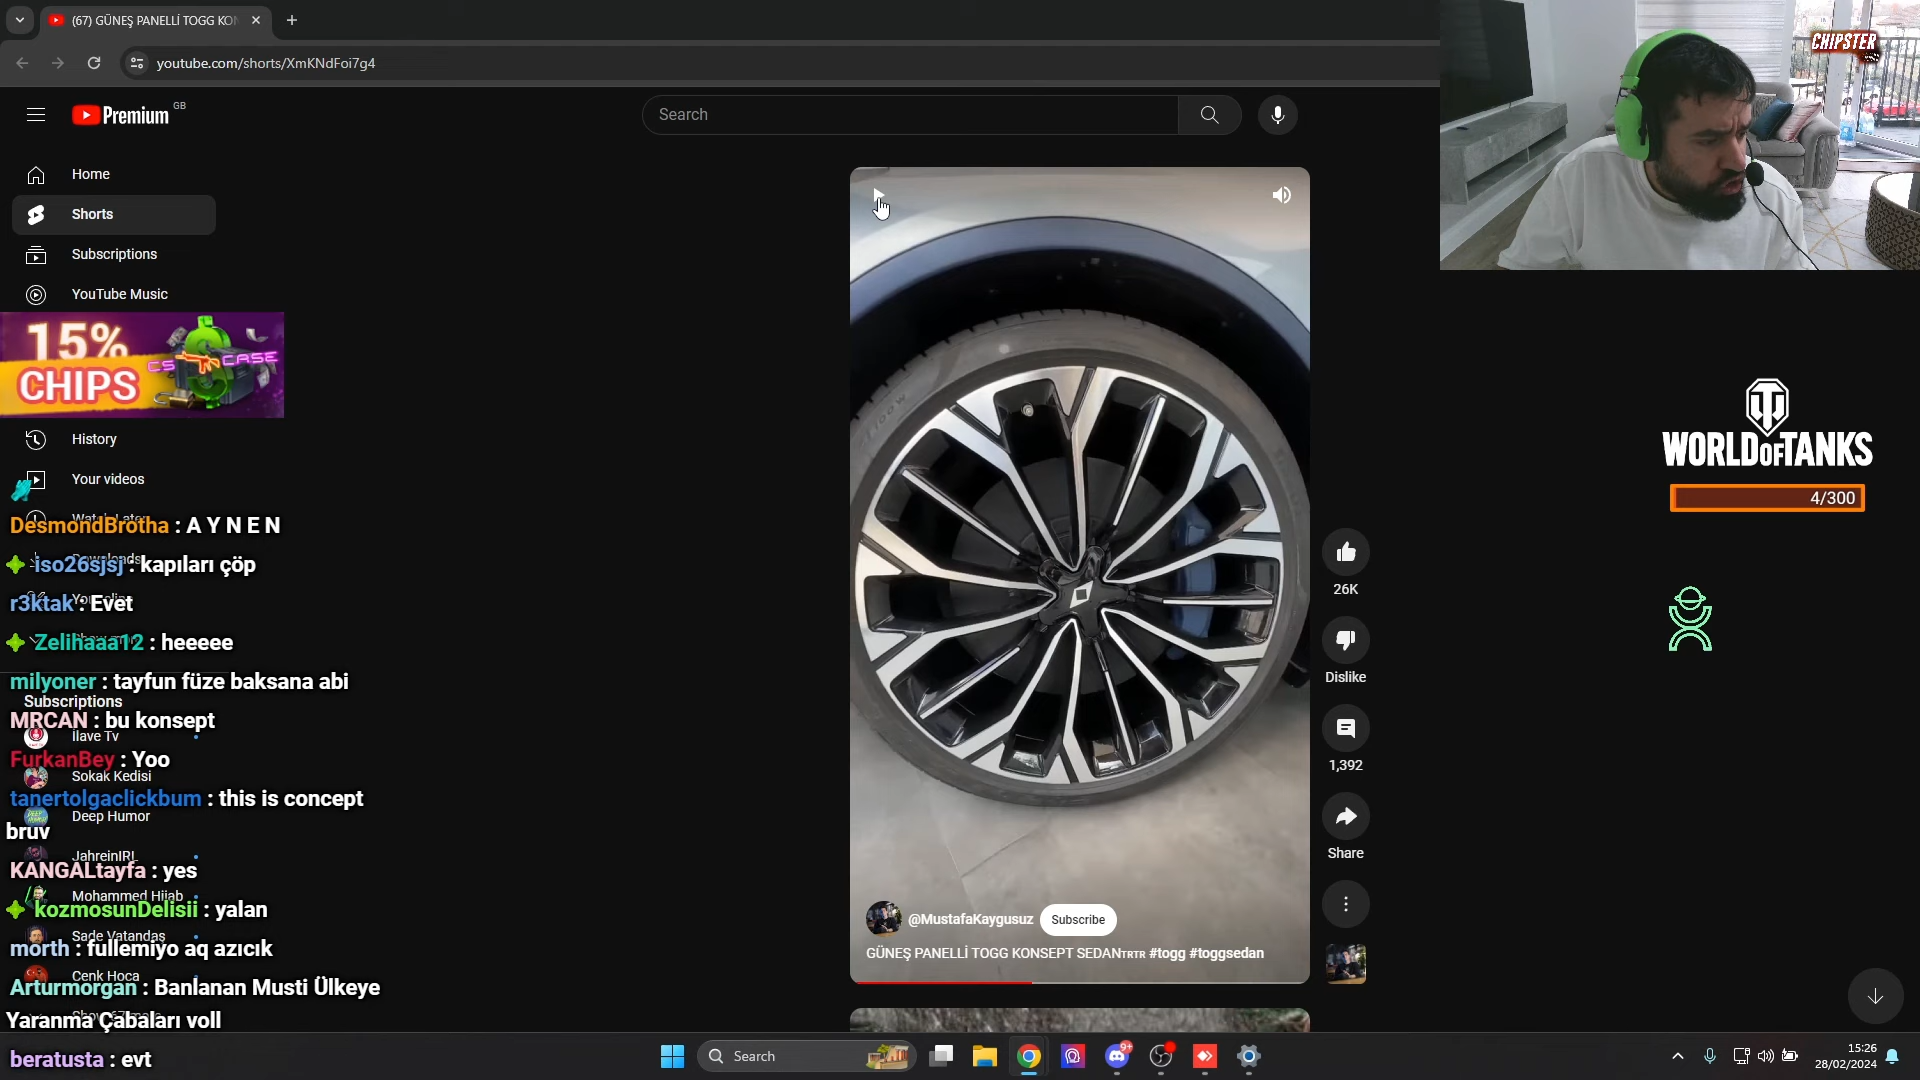 (67) GÜNEŞ PANELLİ TOGG KON
youtube.com/shorts/XmKNdFoi7g4
Premium GB
Search
CHIPSTER
Home
Shorts
Subscriptions
YouTube Music
15%
CHIPS
CSCASE
History
Your videos
DesmondBrotha : A Y N E N
iso26sjsj : kapıları çöp
r3ktak : Evet
Zelihaaa12 : heeeee
milyoner : tayfun füze baksana abi
Subscriptions
MRCAN : bu konsept
İlave Tv
FurkanBey : Yoo
Sokak Kedisi
tanertolgaclickbum : this is concept
Deep Humor
bruv
JahreinIRL
KANGALtayfa : yes
Mohammed Hijab
kozmosunDelisii : yalan
Sade Vatandaş
morth : fullemiyo aq azıcık
Cenk Hoca
Arturmorgan : Banlanan Musti Ülkeye
Yaranma Çabaları voll
beratusta : evt
WORLD OF TANKS
4/300
26K
Dislike
1,392
Share
@MustafaKaygusuz
Subscribe
GÜNEŞ PANELLİ TOGG KONSEPT SEDANTRTR #togg #toggsedan
Search
9+
15:26
28/02/2024